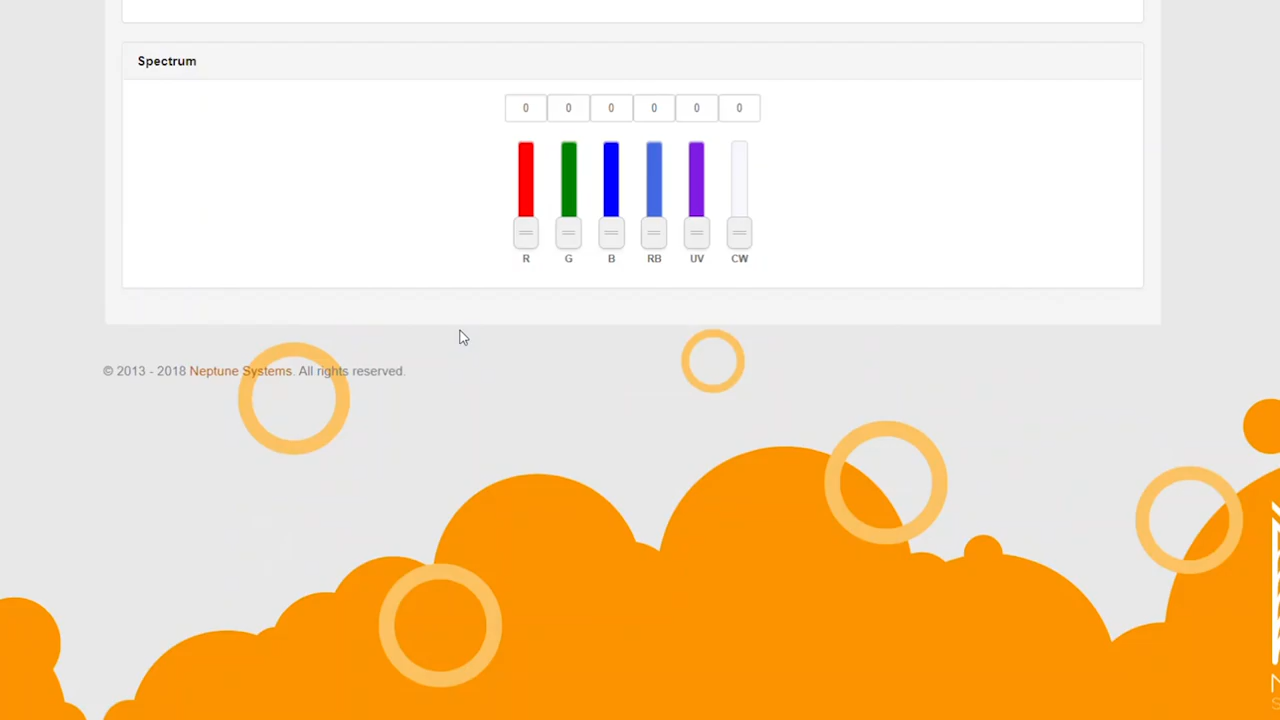 Spectrum
0 0 0 0 0 0
R G B RB UV CW
© 2013 - 2018 Neptune Systems. All rights reserved.